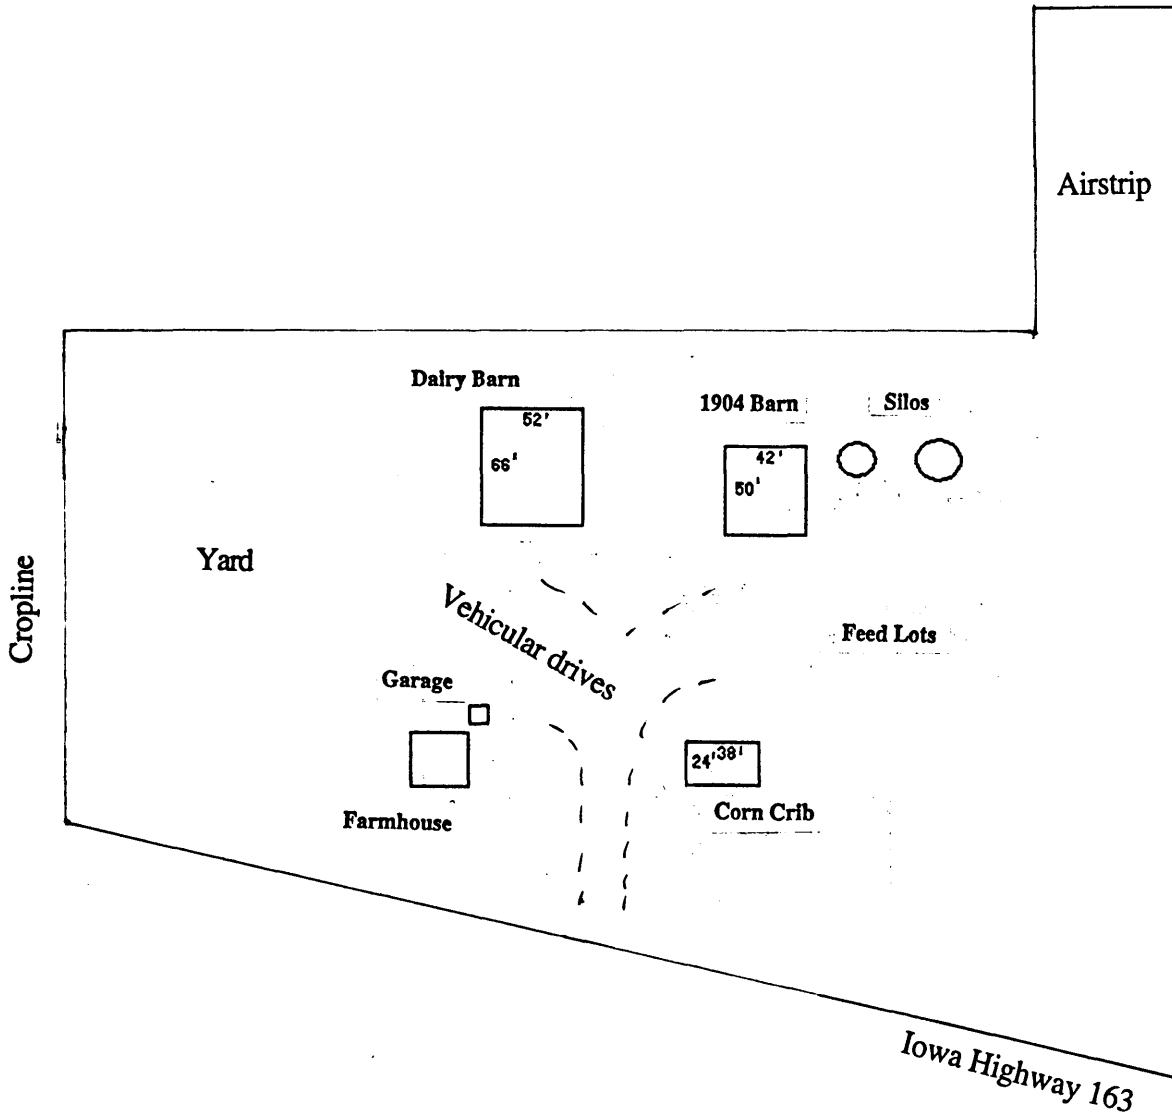 Airstrip
Dairy Barn
1904 Barn
Silos
52'
66'
42'
50'
Yard
Cropline
Vehicular drives
Feed Lots
Garage
24'
38'
Corn Crib
Farmhouse
Iowa Highway 163